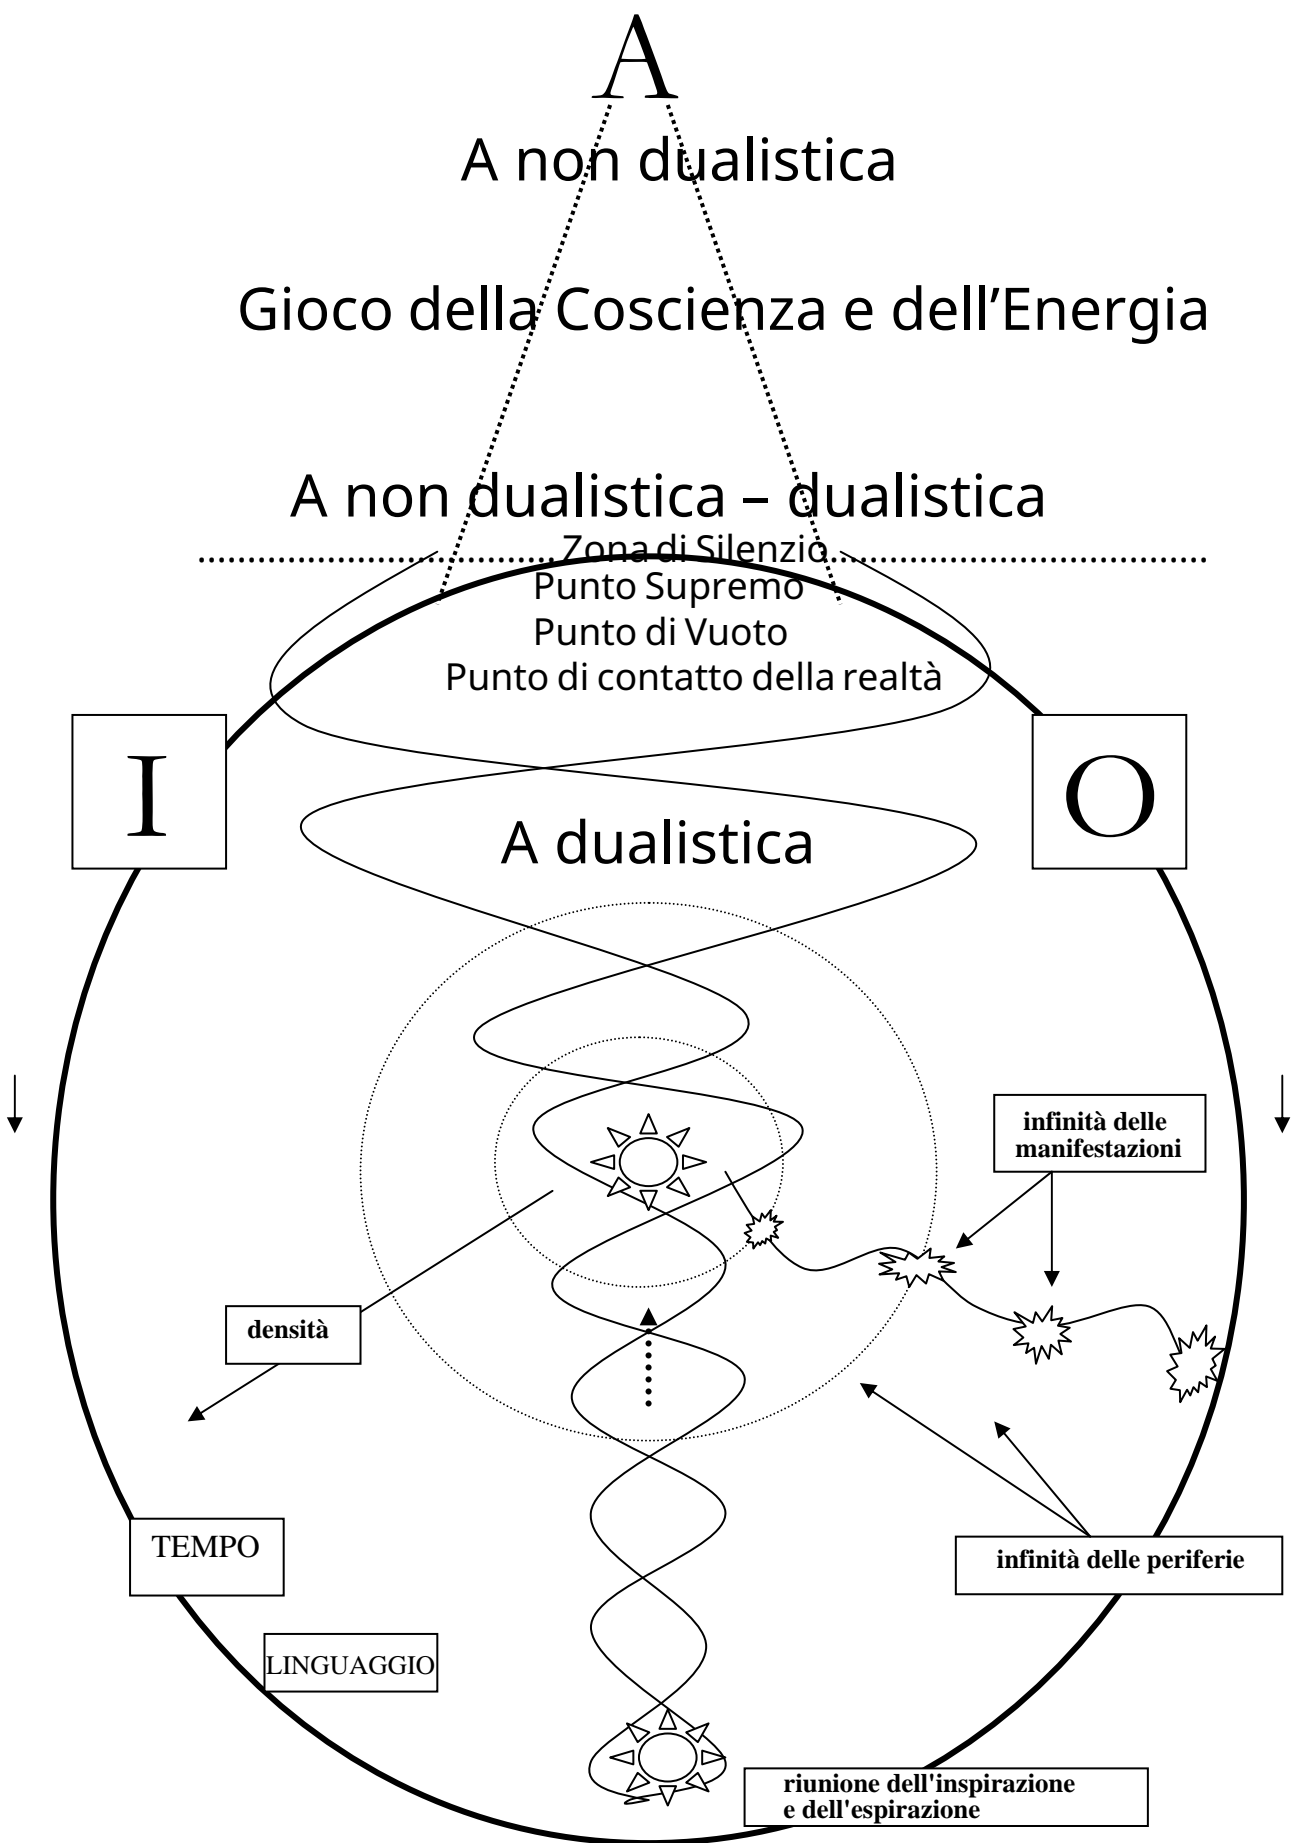 A
A non dualistica
Gioco della Coscienza e dell’Energia
A non dualistica – dualistica
Zona di Silenzio
Punto Supremo
Punto di Vuoto
Punto di contatto della realtà
I
O
A dualistica
infinità delle
manifestazioni
densità
TEMPO
infinità delle periferie
LINGUAGGIO
riunione dell'inspirazione
e dell'espirazione